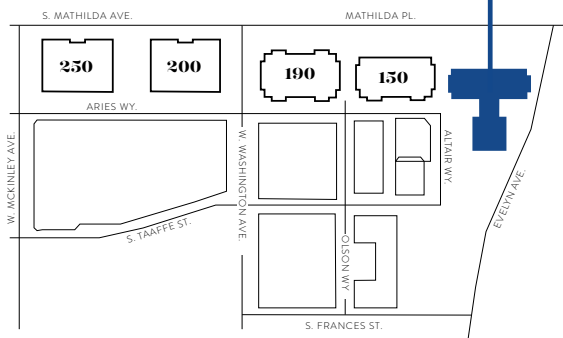 S. MATHILDA AVE.
MATHILDA PL.
250
200
190
150
ARIES WY.
W. MCKINLEY AVE.
W. WASHINGTON AVE.
ALTAIR WY.
EVELYN AVE.
S. TAAFFE ST.
OLSON WY
S. FRANCES ST.